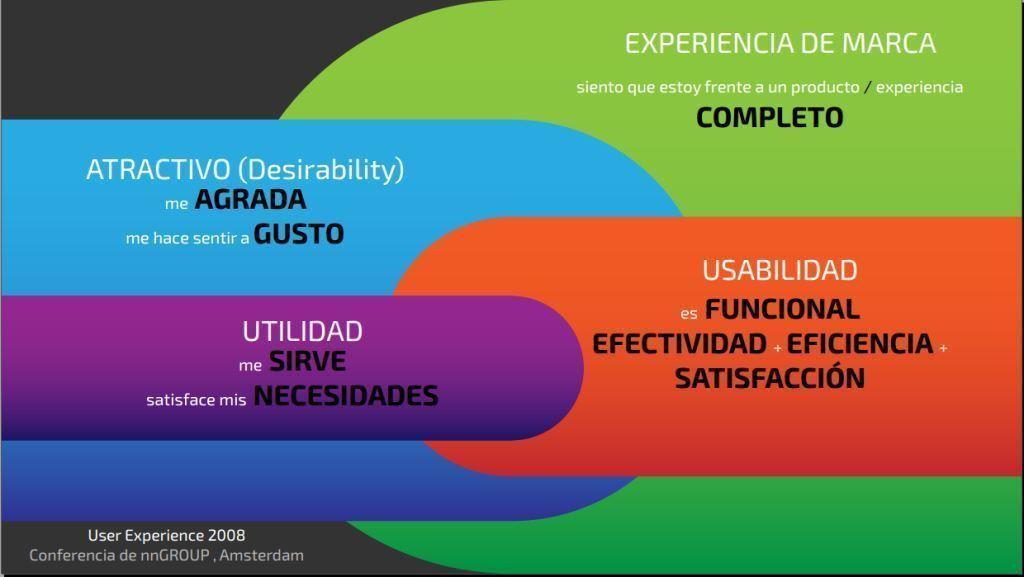 EXPERIENCIA DE MARCA
siento que estoy frente a un producto / experiencia
COMPLETO
ATRACTIVO (Desirability)
me AGRADA
me hace sentir a GUSTO
USABILIDAD
es FUNCIONAL
EFECTIVIDAD + EFICIENCIA +
SATISFACCIÓN
UTILIDAD
me SIRVE
satisface mis NECESIDADES
User Experience 2008
Conferencia de nnGROUP , Amsterdam